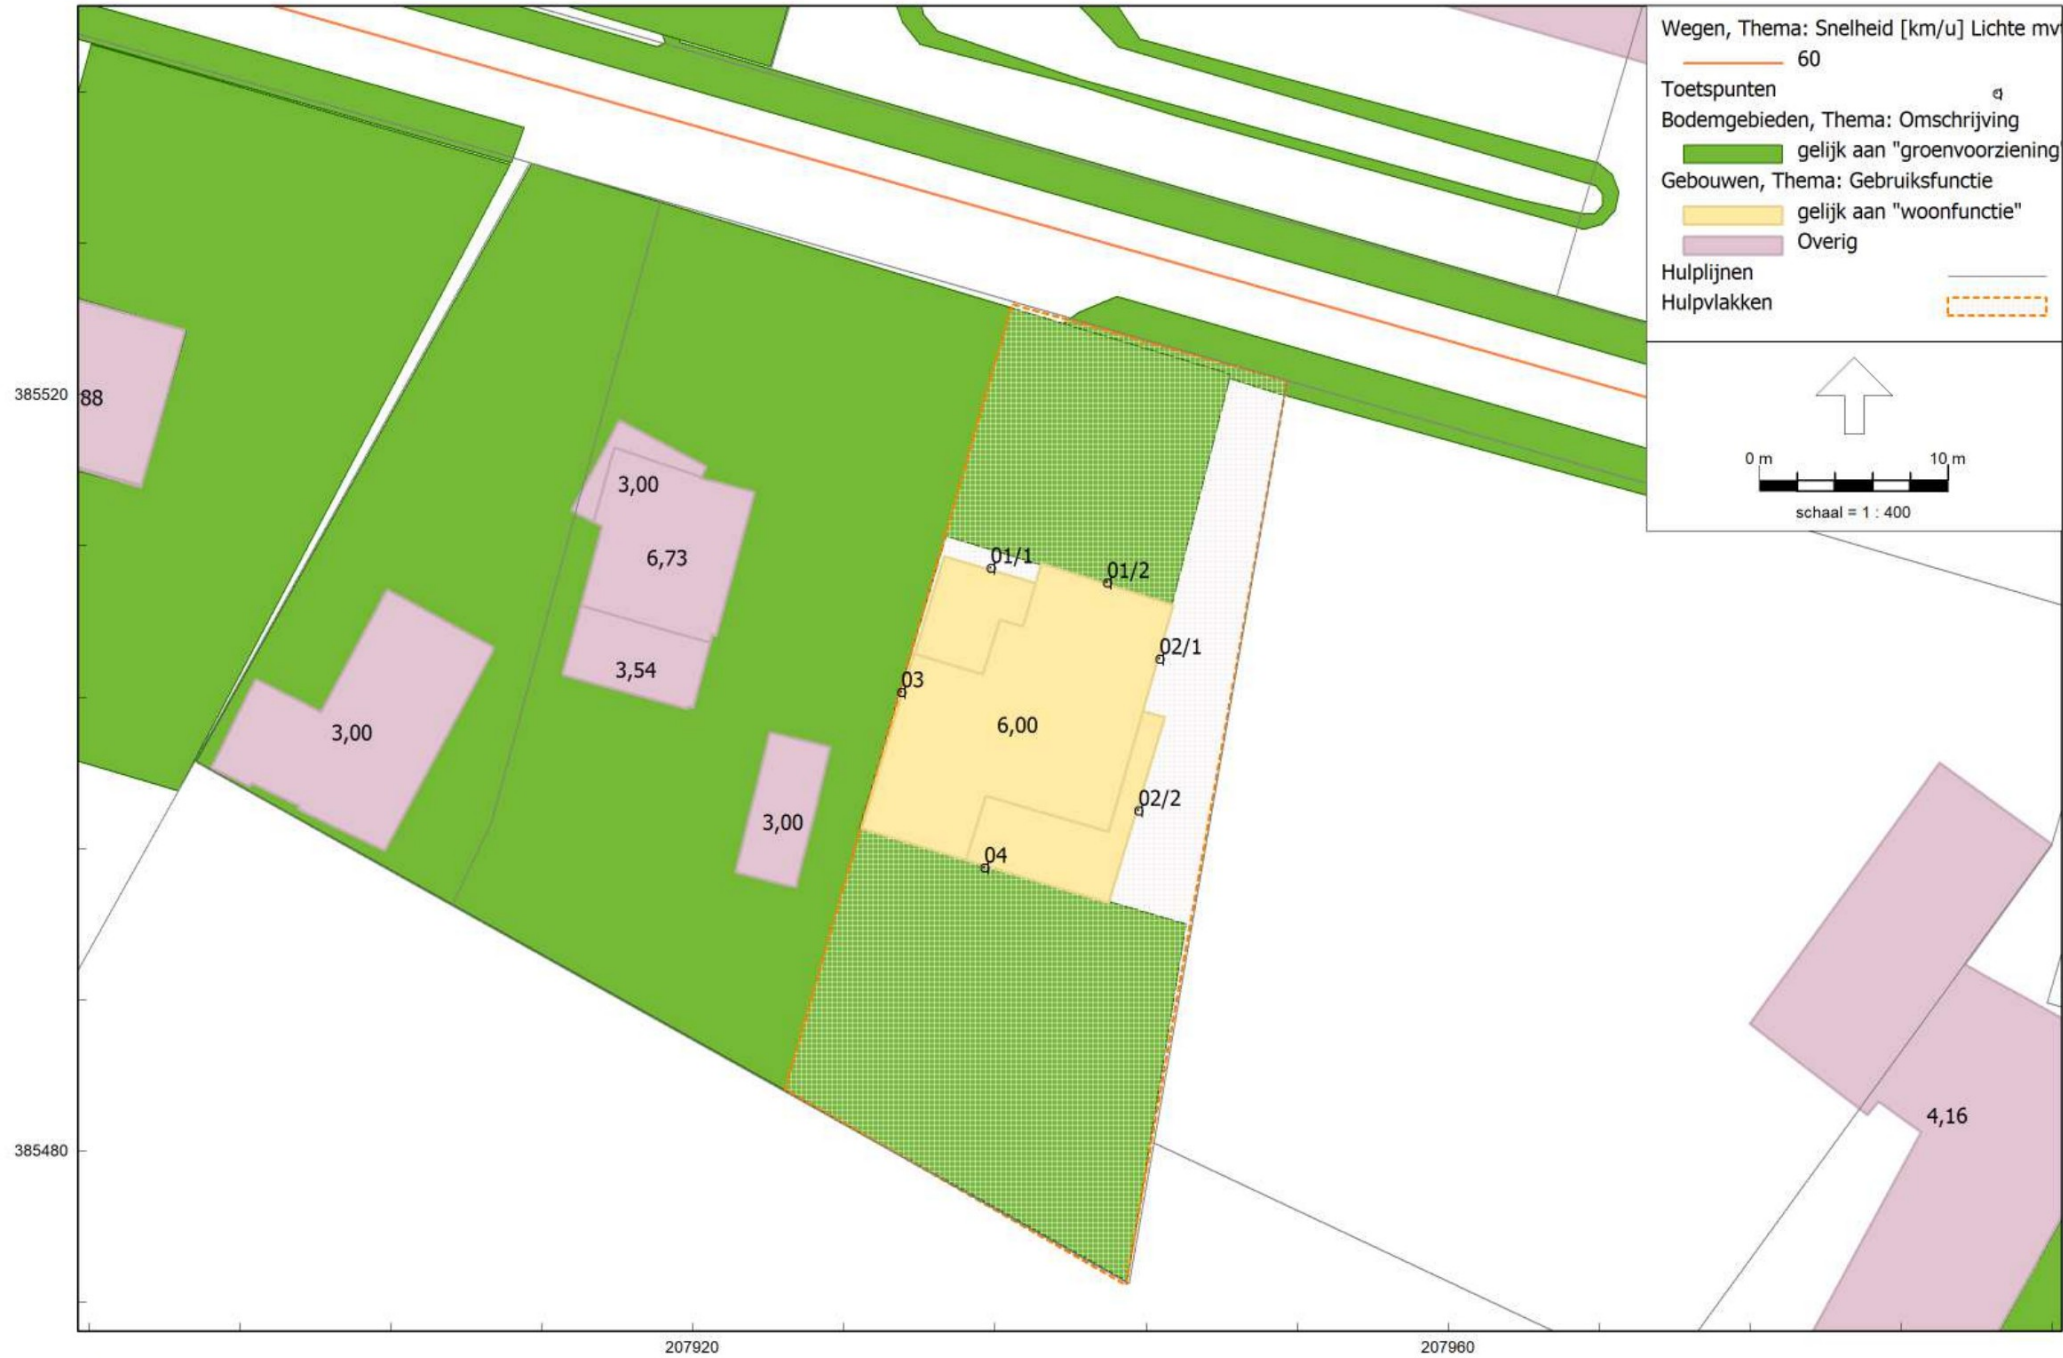 Wegen, Thema: Snelheid [km/u] Lichte mv
60
Toetspunten
Bodemgebieden, Thema: Omschrijving
gelijk aan "groenvoorziening"
Gebouwen, Thema: Gebruiksfunctie
gelijk aan "woonfunctie"
Overig
Hulplijnen
Hulpvlakken
0 m 10 m
schaal = 1 : 400
385520
88
3,00
6,73
3,54
3,00
3,00
01/1
01/2
02/1
03
6,00
02/2
04
4,16
385480
207920
207960